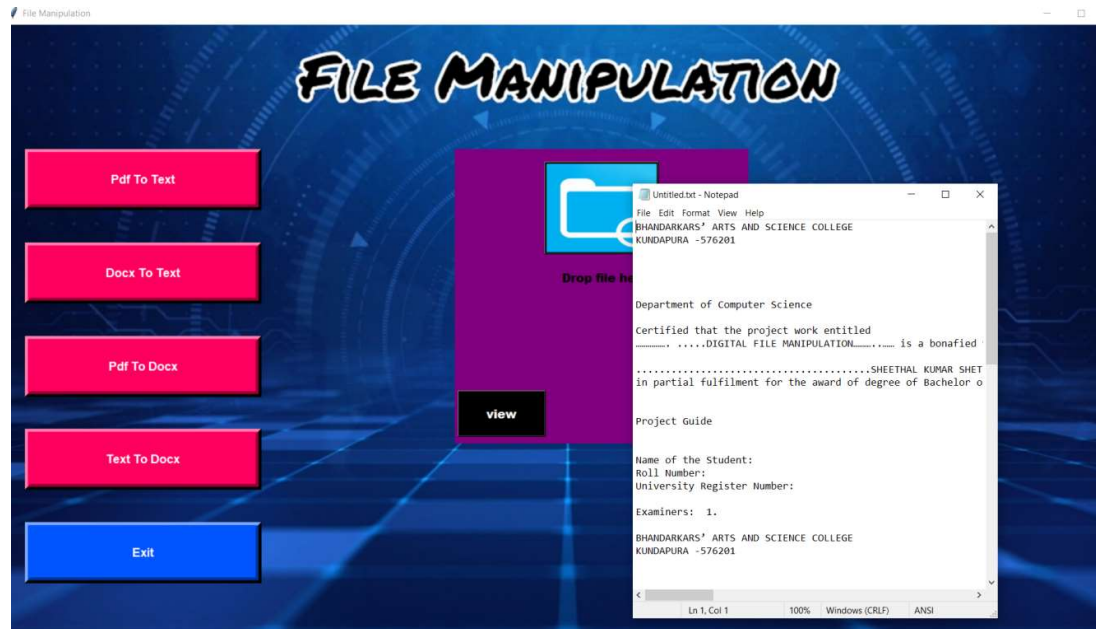 File Manipulation
FILE MANIPULATION
Pdf To Text
Docx To Text
Pdf To Docx
Text To Docx
Exit
Drop file he
view
Untitled.txt - Notepad
File Edit Format View Help
BHANDARKARS’ ARTS AND SCIENCE COLLEGE
KUNDAPURA -576201
Department of Computer Science
Certified that the project work entitled
……………. .....DIGITAL FILE MANIPULATION………..…… is a bonafied
........................................SHEETHAL KUMAR SHET
in partial fulfilment for the award of degree of Bachelor o
Project Guide
Name of the Student:
Roll Number:
University Register Number:
Examiners: 1.
BHANDARKARS’ ARTS AND SCIENCE COLLEGE
KUNDAPURA -576201
Ln 1, Col 1 100% Windows (CRLF) ANSI